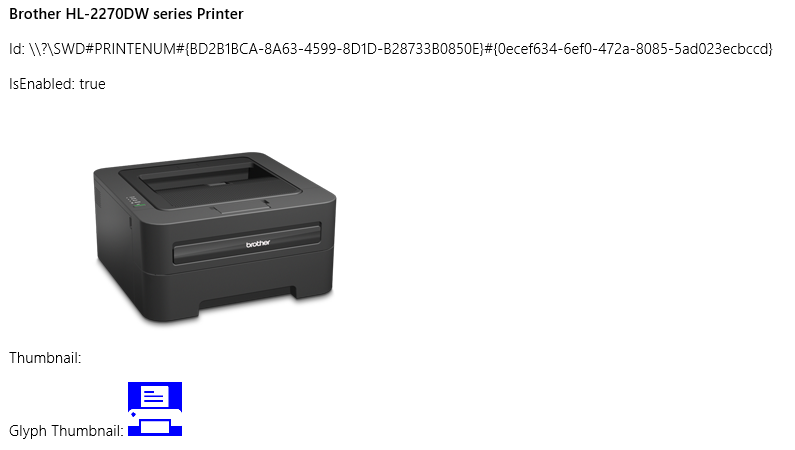 Brother HL-2270DW series Printer
Id: \\?\SWD#PRINTENUM#{BD2B1BCA-8A63-4599-8D1D-B28733B0850E}#{0ecef634-6ef0-472a-8085-5ad023ecbccd}
IsEnabled: true
brother
Thumbnail:
Glyph Thumbnail: